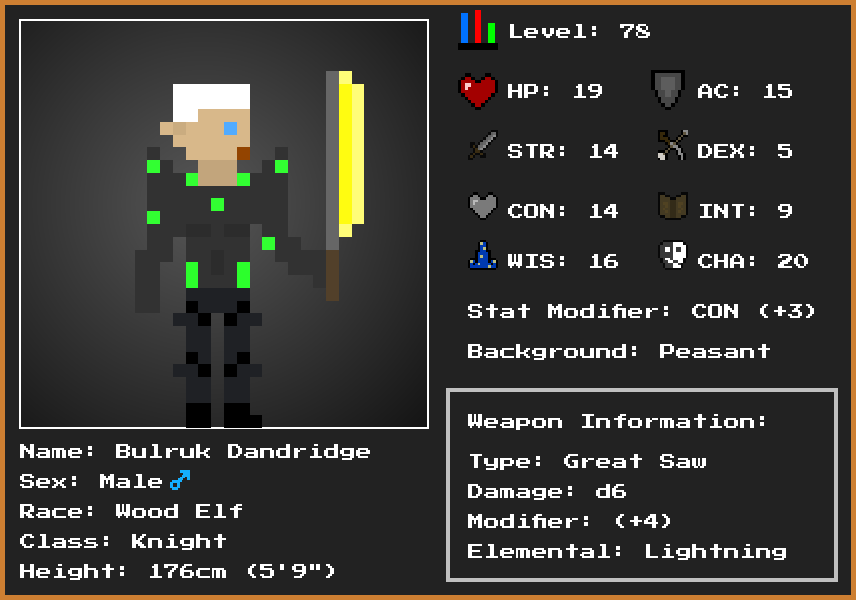 Level: 78
HP: 19 AC: 15
STR: 14 DEX: 5
CON: 14 INT: 9
WIS: 16 CHA: 20
Stat Modifier: CON (+3)
Background: Peasant
Weapon Information:
Type: Great Saw
Damage: d6
Modifier: (+4)
Elemental: Lightning
Name: Bulruk Dandridge
Sex: Male♂
Race: Wood Elf
Class: Knight
Height: 176cm (5'9")